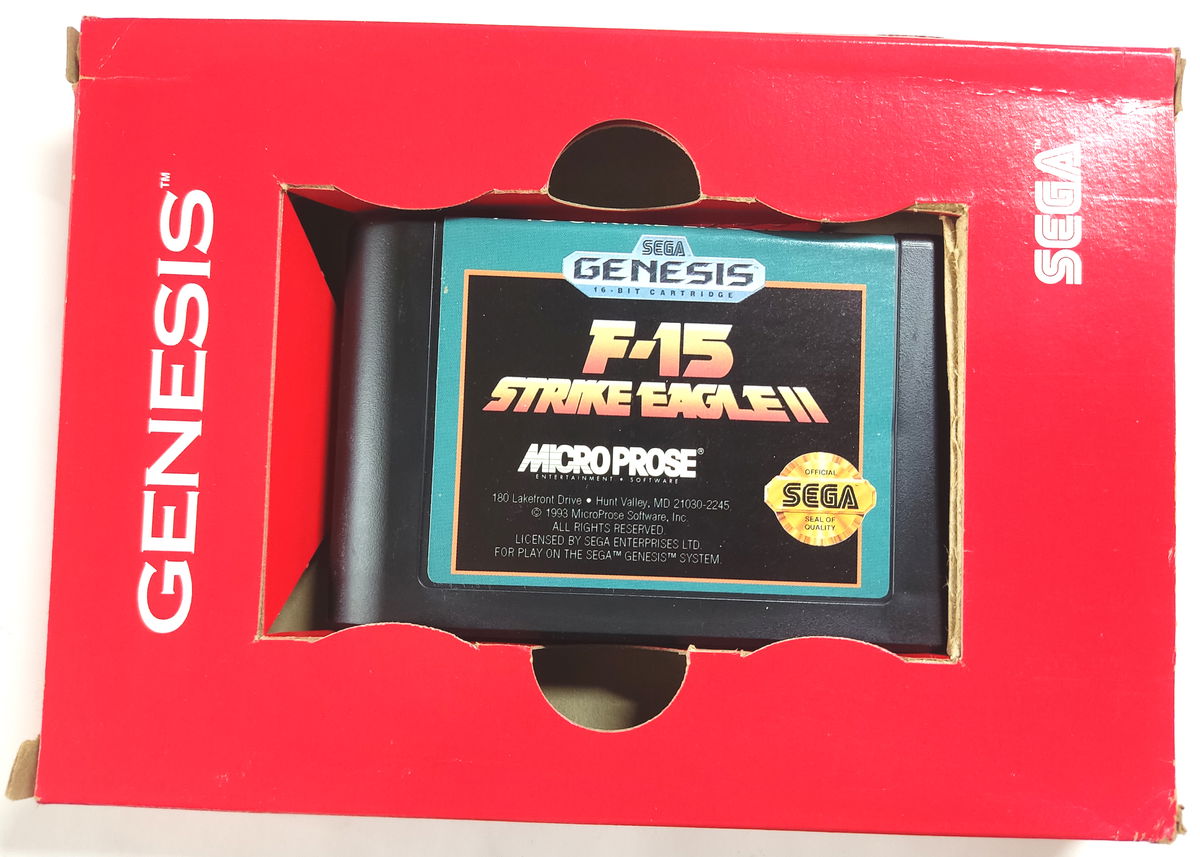 GENESIS™
SEGA
SEGA
GENESIS™
16-BIT CARTRIDGE
F-15
STRIKE EAGLE II
MICROPROSE®
ENTERTAINMENT • SOFTWARE
180 Lakefront Drive • Hunt Valley, MD 21030-2245
© 1993 MicroProse Software, Inc.
ALL RIGHTS RESERVED.
LICENSED BY SEGA ENTERPRISES LTD.
FOR PLAY ON THE SEGA™ GENESIS™ SYSTEM.
OFFICIAL
SEGA
SEAL OF
QUALITY